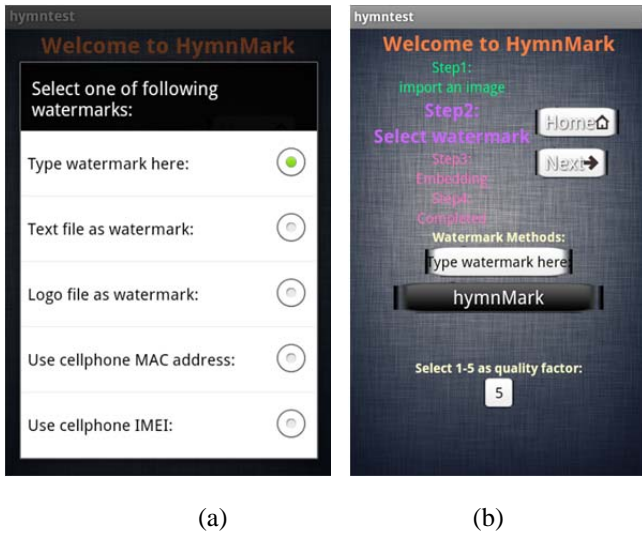 hymntest
Welcome to HymnMark
Select one of following
watermarks:
Type watermark here:
Text file as watermark:
Logo file as watermark:
Use cellphone MAC address:
Use cellphone IMEI:
(a)
hymntest
Welcome to HymnMark
Step1:
import an image
Step2:
Select watermark
Home
Next
Step3:
Embedding
Step4:
Completed
Watermark Methods:
Type watermark here:
hymnMark
Select 1-5 as quality factor:
5
(b)